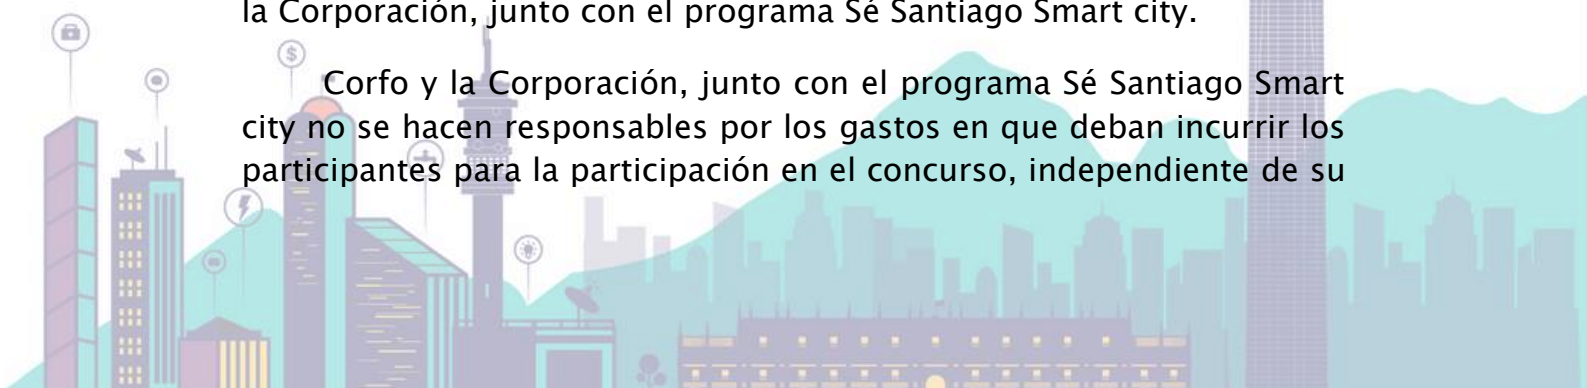 la Corporación, junto con el programa Sé Santiago Smart city.
Corfo y la Corporación, junto con el programa Sé Santiago Smart
city no se hacen responsables por los gastos en que deban incurrir los
participantes para la participación en el concurso, independiente de su